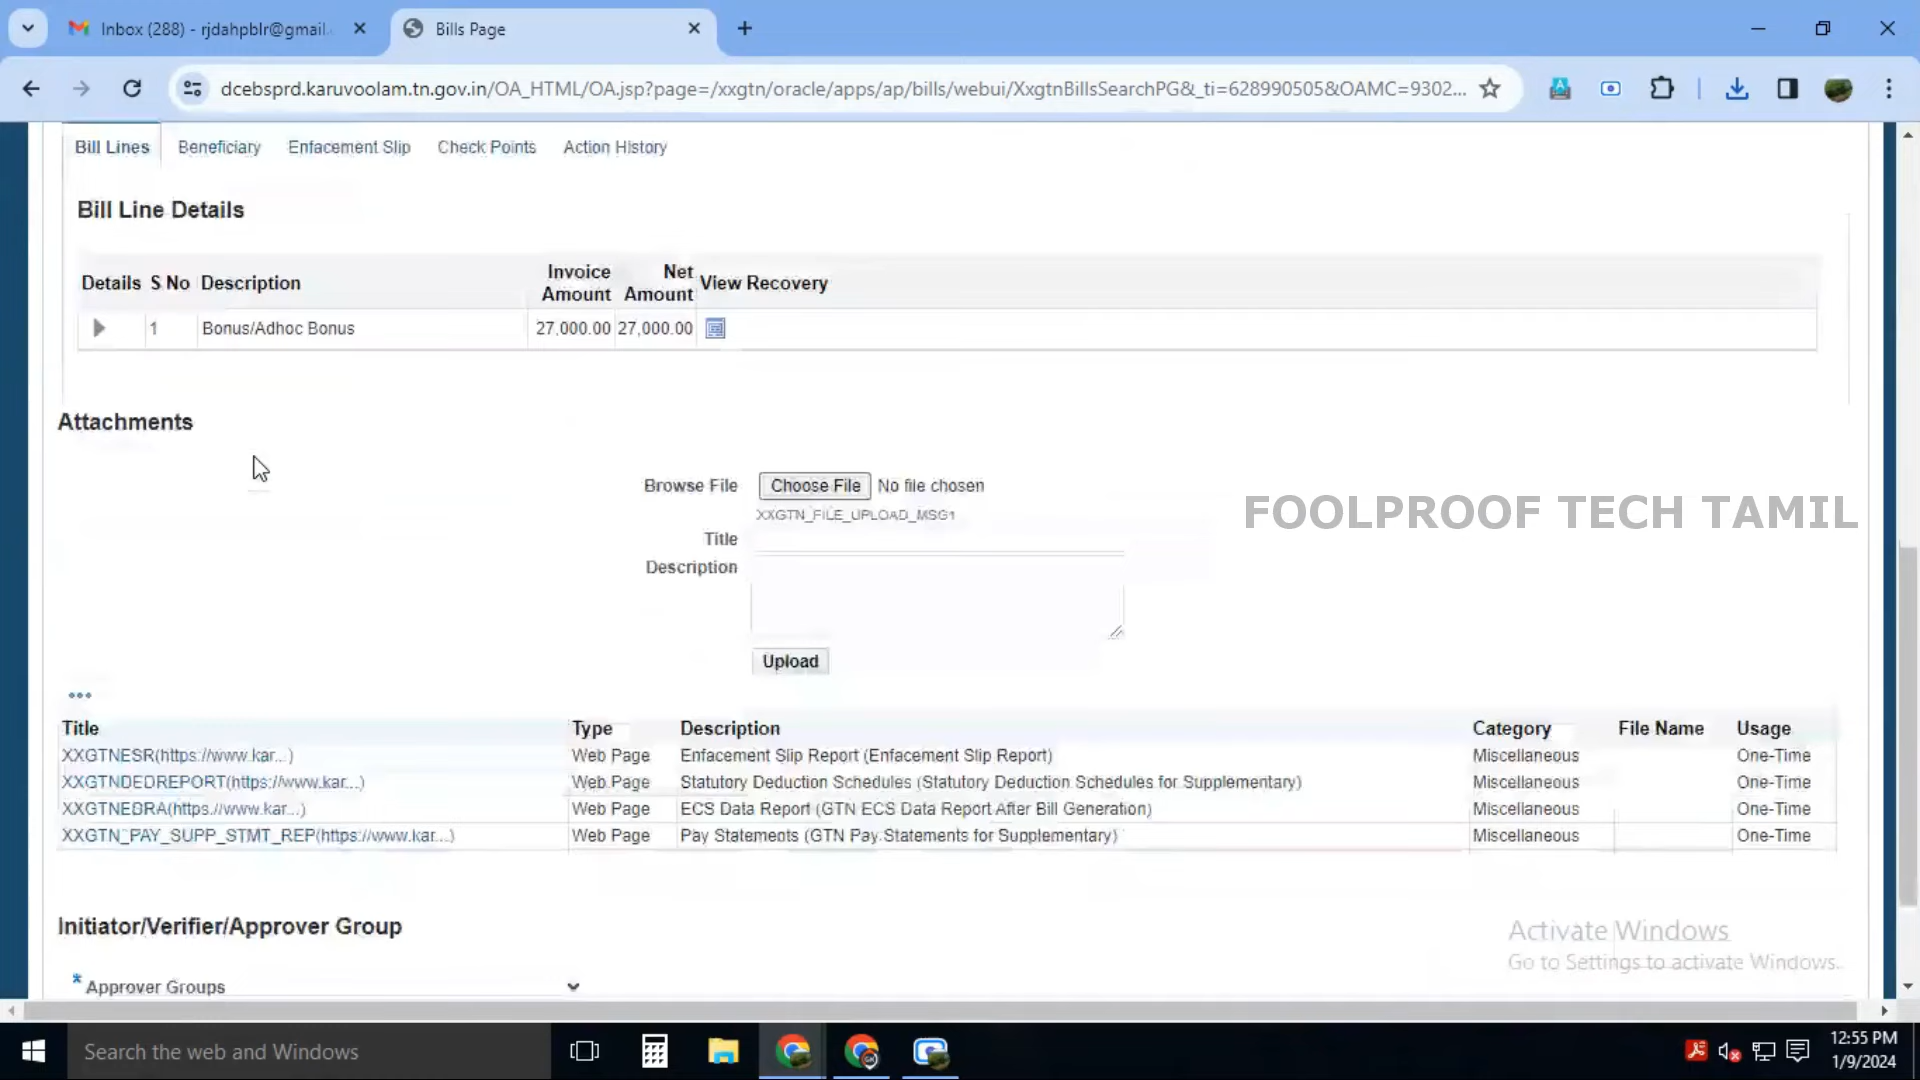 Inbox (288) - rjdahpblr@gmail.
Bills Page
dcebsprd.karuvoolam.tn.gov.in/OA_HTML/OA.jsp?page=/xxgtn/oracle/apps/ap/bills/webui/XxgtnBillsSearchPG&_ti=628990505&OAMC=9302...
Bill Lines Beneficiary Enfacement Slip Check Points Action History
Bill Line Details
Details S No Description Invoice Amount Net Amount View Recovery
1 Bonus/Adhoc Bonus 27,000.00 27,000.00
Attachments
Browse File Choose File No file chosen
XXGTN_FILE_UPLOAD_MSG1
FOOLPROOF TECH TAMIL
Title
Description
Upload
Title Type Description Category File Name Usage
XXGTNESR(https://www.kar...) Web Page Enfacement Slip Report (Enfacement Slip Report) Miscellaneous One-Time
XXGTNDEDREPORT(https://www.kar...) Web Page Statutory Deduction Schedules (Statutory Deduction Schedules for Supplementary) Miscellaneous One-Time
XXGTNEBRA(https://www.kar...) Web Page ECS Data Report (GTN ECS Data Report After Bill Generation) Miscellaneous One-Time
XXGTN_PAY_SUPP_STMT_REP(https://www.kar...) Web Page Pay Statements (GTN Pay Statements for Supplementary) Miscellaneous One-Time
Initiator/Verifier/Approver Group
Activate Windows
Go to Settings to activate Windows.
* Approver Groups
Search the web and Windows
12:55 PM
1/9/2024